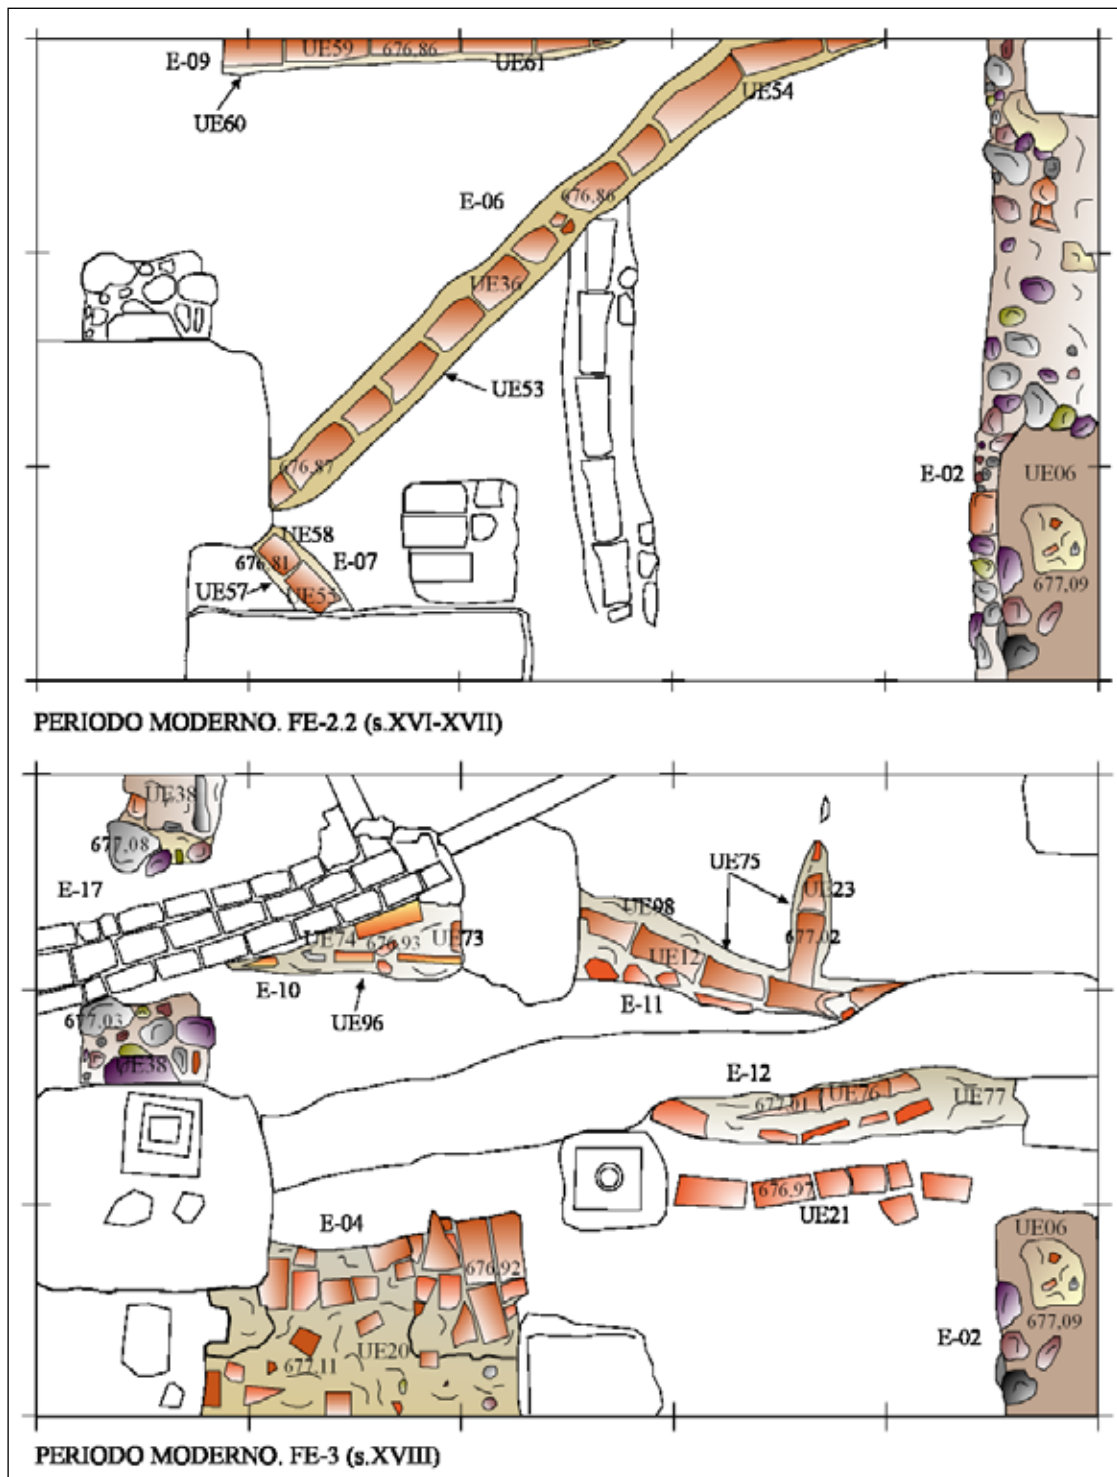 E-09
UE59
676,86
UE61
UE60
UE54
E-06
676,86
UE36
UE53
676,87
E-02
UE06
UE58
676,81
E-07
UE57
UE55
677,09
PERIODO MODERNO. FE-2.2 (s.XVI-XVII)
UE38
677,08
E-17
UE75
UE23
UE98
UE74
676,93
UE73
677,02
UE12
E-10
E-11
UE96
677,03
UE38
E-12
677,01
UE76
UE77
676,97
UE21
E-04
UE06
676,92
677,09
E-02
UE20
677,11
PERIODO MODERNO. FE-3 (s.XVIII)